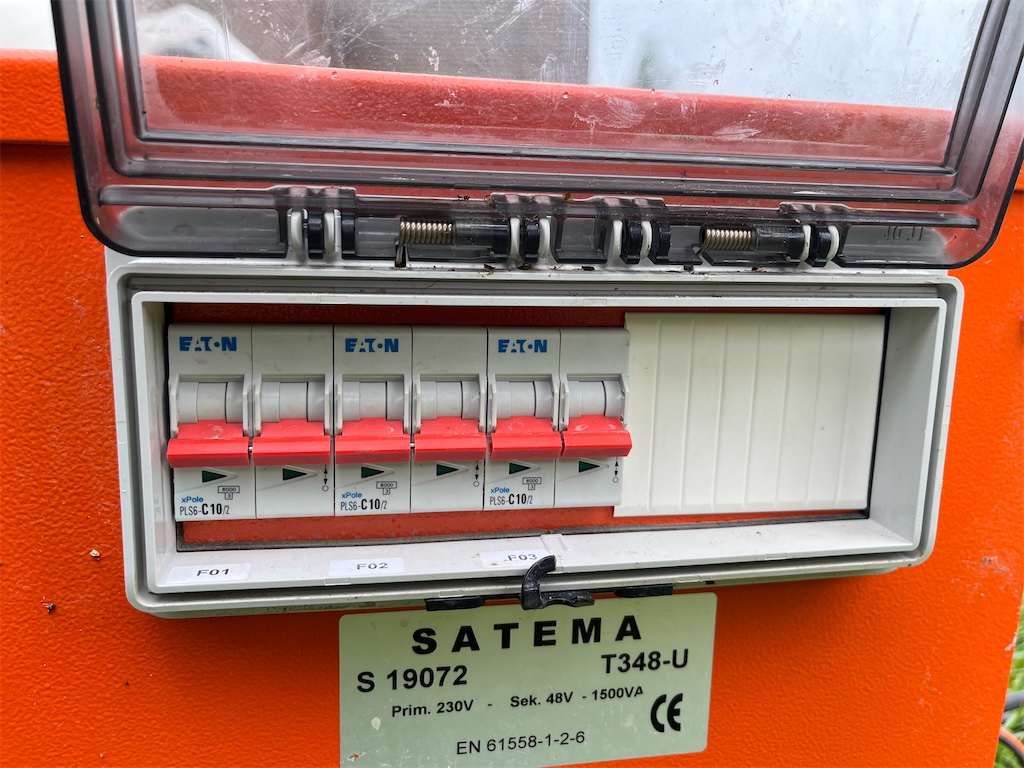 EATON
EATON
EATON
6000
3
6000
3
6000
3
xPole
PLS6-C10/2
xPole
PLS6-C10/2
xPole
PLS6-C10/2
F01
F02
F03
SATEMA
S 19072
T348-U
Prim. 230V - Sek. 48V - 1500VA
CE
EN 61558-1-2-6